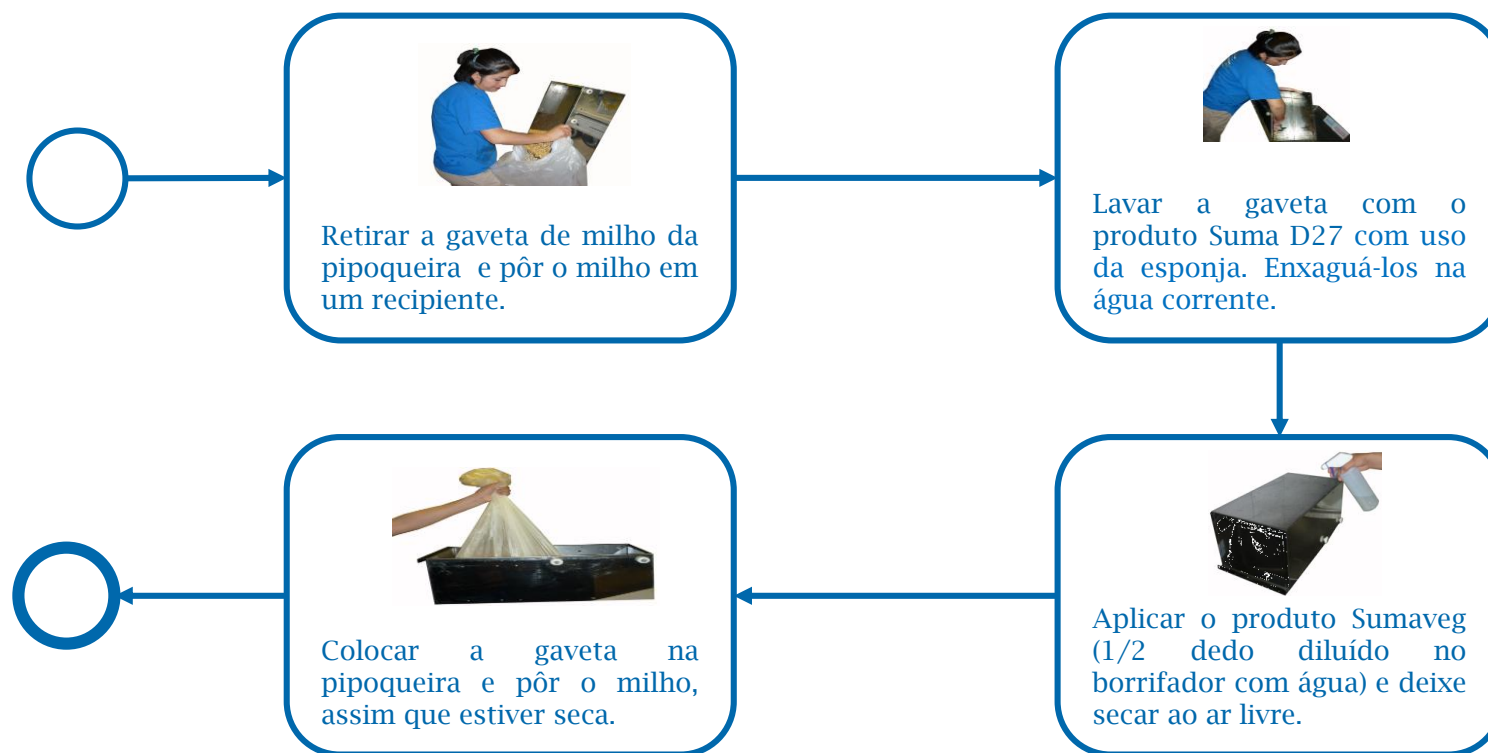 Retirar a gaveta de milho da
pipoqueira e pôr o milho em
um recipiente.
Lavar a gaveta com o
produto Suma D27 com uso
da esponja. Enxaguá-los na
água corrente.
Aplicar o produto Sumaveg
(1/2 dedo diluído no
borrifador com água) e deixe
secar ao ar livre.
Colocar a gaveta na
pipoqueira e pôr o milho,
assim que estiver seca.